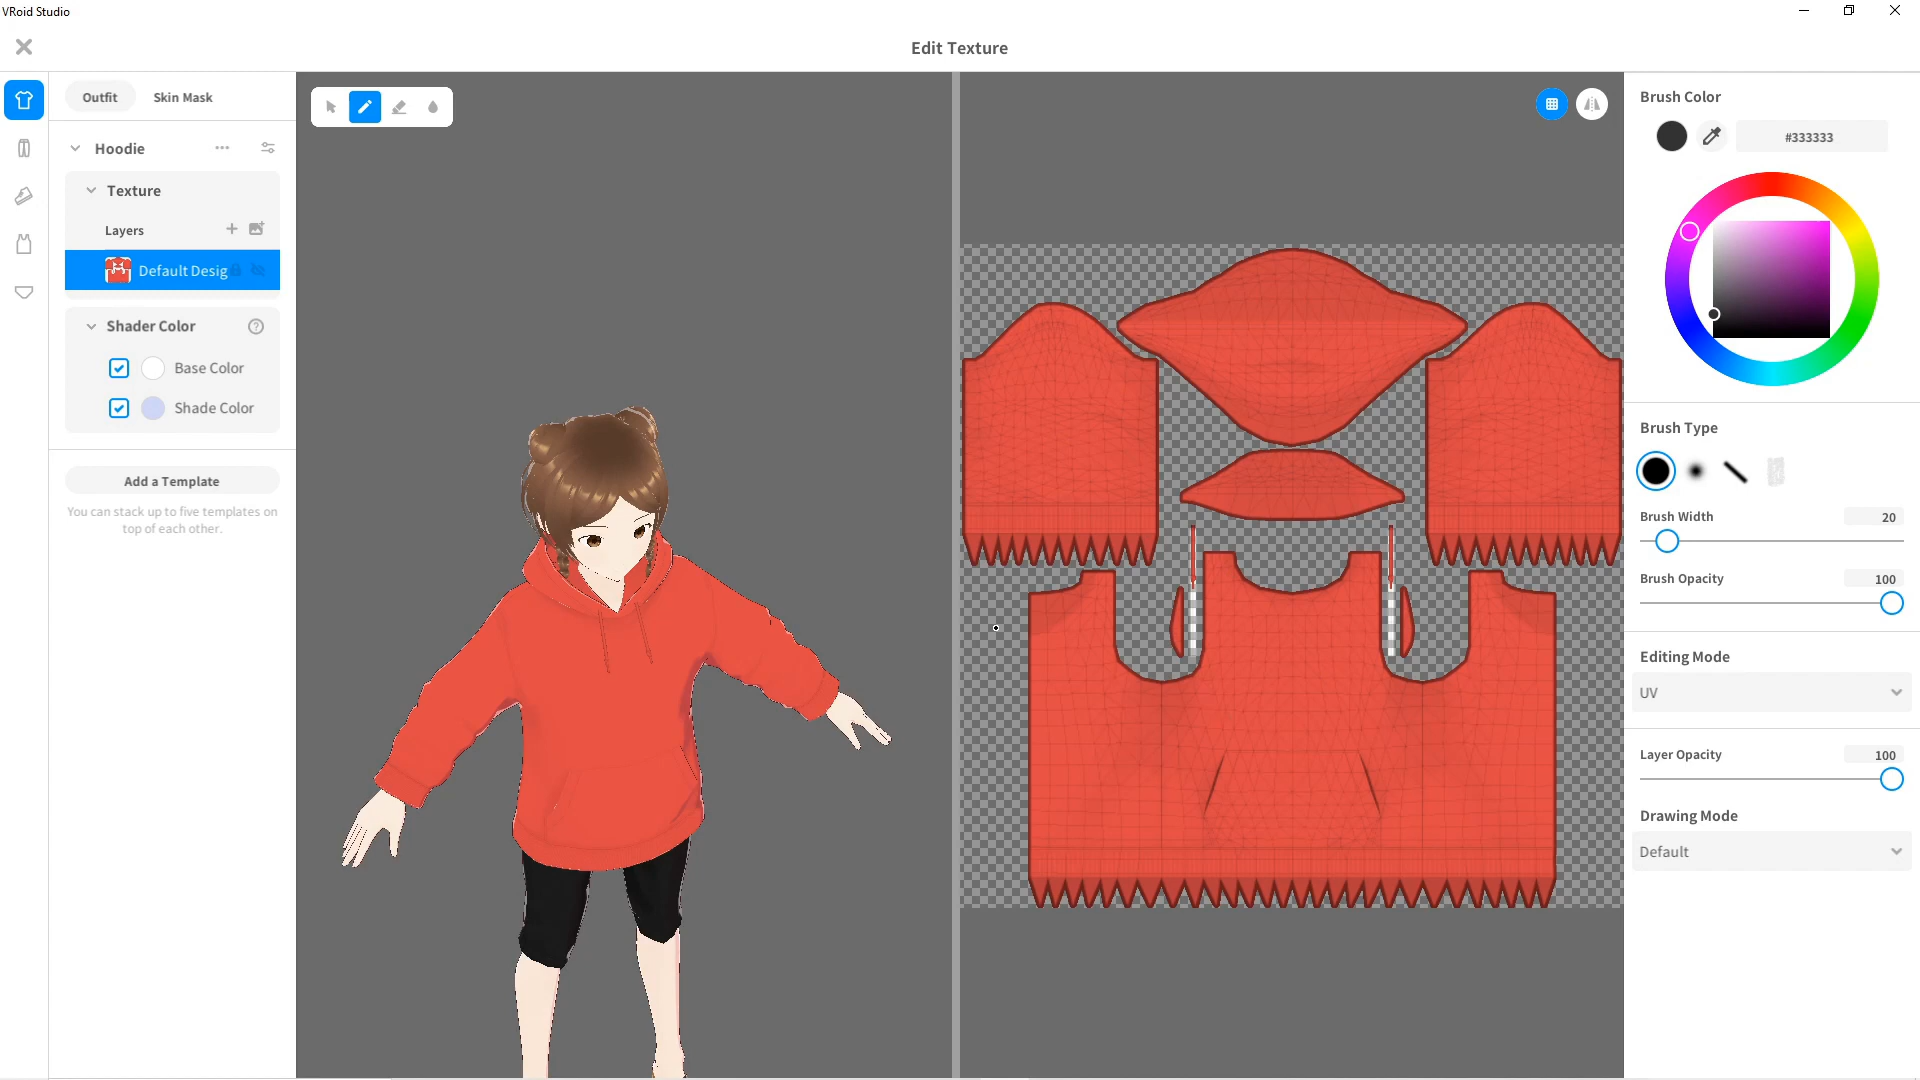 VRoid Studio
Edit Texture
Outfit
Skin Mask
Hoodie
Texture
Layers
Default Desig
Shader Color
Base Color
Shade Color
Add a Template
You can stack up to five templates on
top of each other.
Brush Color
#333333
Brush Type
Brush Width
20
Brush Opacity
100
Editing Mode
UV
Layer Opacity
100
Drawing Mode
Default